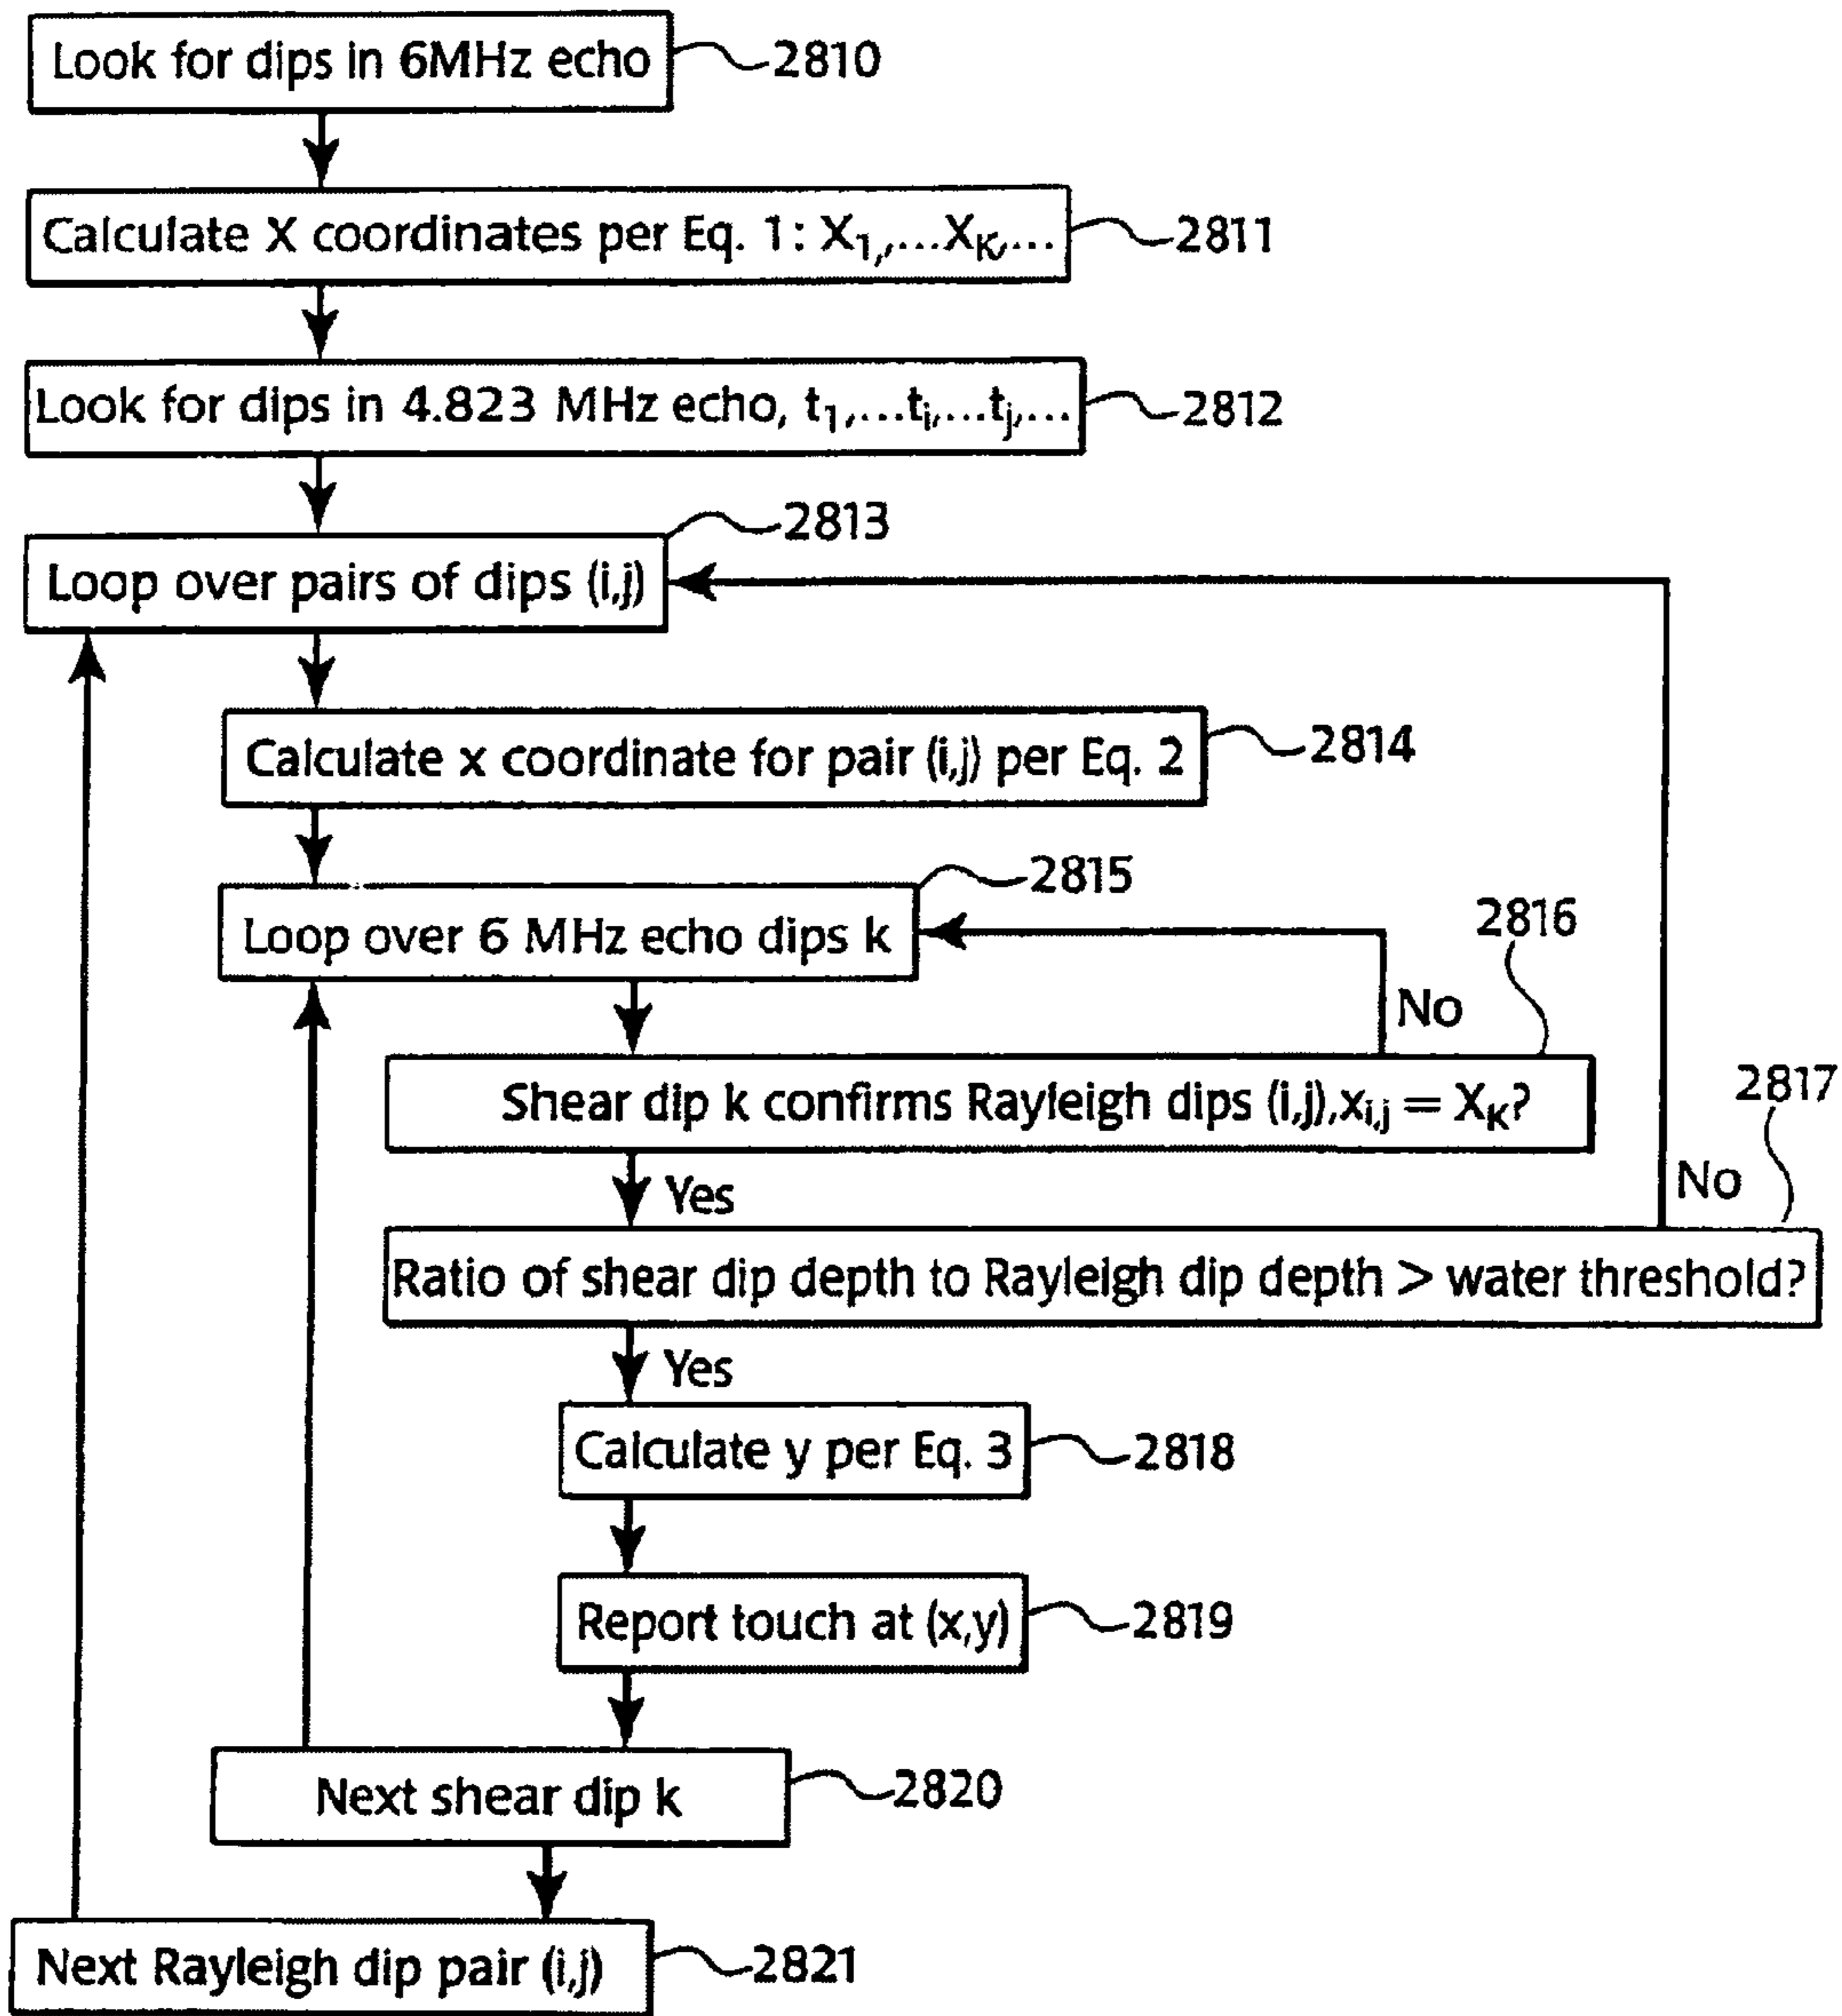 Look for dips in 6MHz echo
2810
Calculate X coordinates per Eq. 1: X1,,...XK,...
2811
Look for dips in 4.823 MHz echo, t1,...ti,...tj,...
2812
2813
Loop over pairs of dips (i,j)
Calculate x coordinate for pair (i,j) per Eq. 2
2814
2815
Loop over 6 MHz echo dips k
2816
No
Shear dip k confirms Rayleigh dips (i,j),xi,j = XK?
2817
Yes
No
Ratio of shear dip depth to Rayleigh dip depth > water threshold?
Yes
Calculate y per Eq. 3
2818
Report touch at (x,y)
2819
Next shear dip k
2820
Next Rayleigh dip pair (i,j)
2821